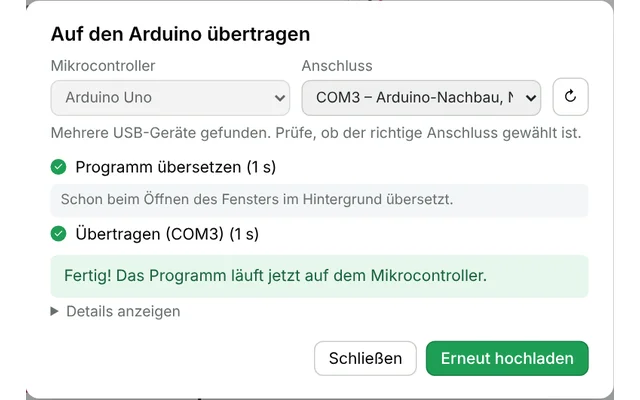 Auf den Arduino übertragen
Mikrocontroller
Anschluss
Arduino Uno
COM3 – Arduino-Nachbau, N
Mehrere USB-Geräte gefunden. Prüfe, ob der richtige Anschluss gewählt ist.
Programm übersetzen (1 s)
Schon beim Öffnen des Fensters im Hintergrund übersetzt.
Übertragen (COM3) (1 s)
Fertig! Das Programm läuft jetzt auf dem Mikrocontroller.
Details anzeigen
Schließen
Erneut hochladen